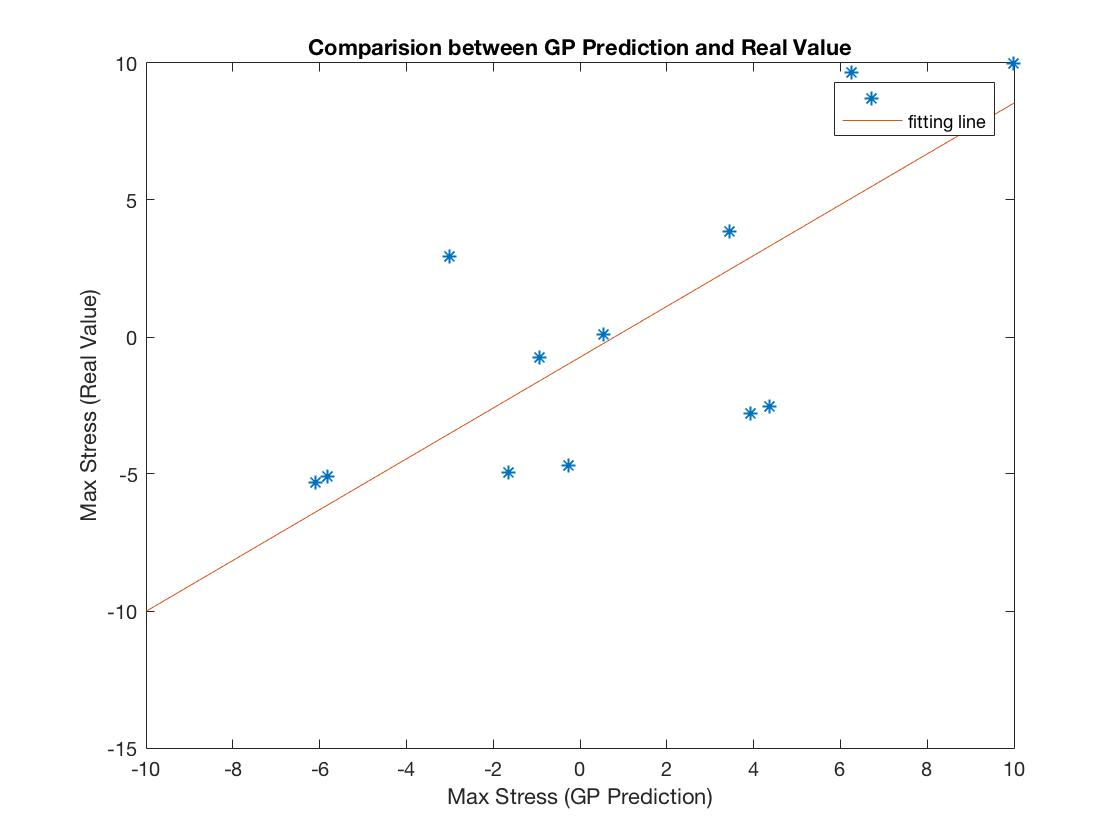 Comparision between GP Prediction and Real Value
10
5
0
-5
-10
-15
Max Stress (Real Value)
fitting line
-10 -8 -6 -4 -2 0 2 4 6 8 10
Max Stress (GP Prediction)